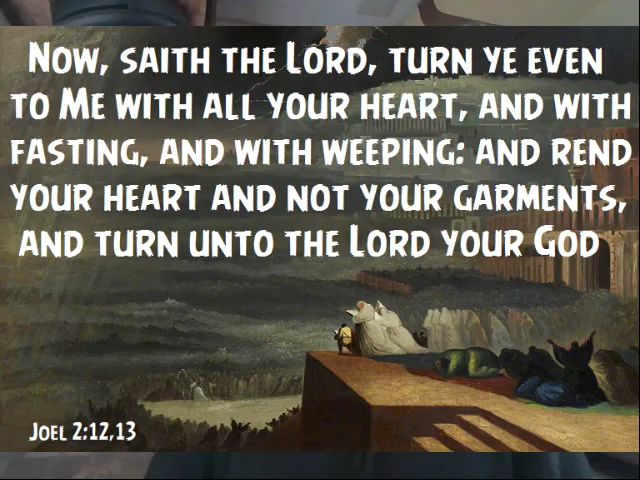 Now, saith the Lord, turn ye even
to Me with all your heart, and with
fasting, and with weeping: and rend
your heart and not your garments,
and turn unto the Lord your God
Joel 2:12,13